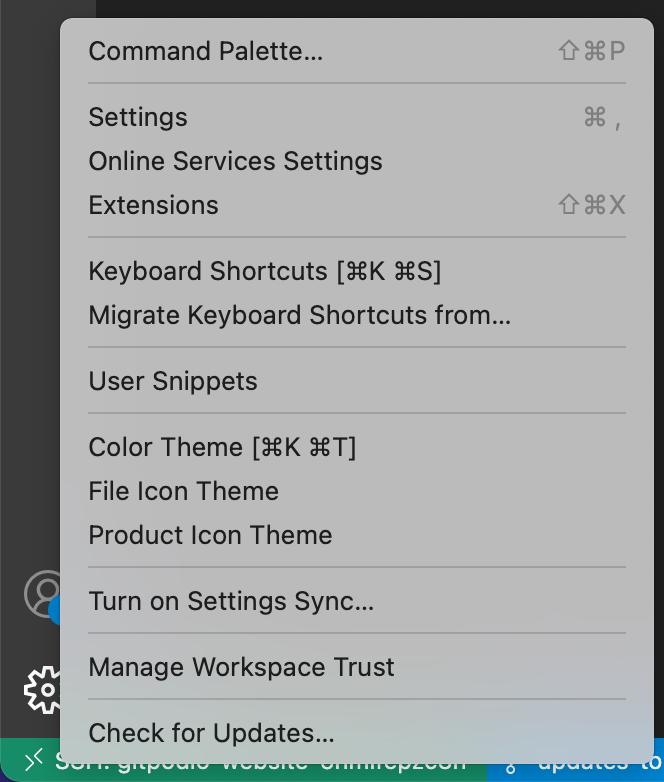 Command Palette... ⇧⌘P
Settings ⌘ ,
Online Services Settings
Extensions ⇧⌘X
Keyboard Shortcuts [⌘K ⌘S]
Migrate Keyboard Shortcuts from...
User Snippets
Color Theme [⌘K ⌘T]
File Icon Theme
Product Icon Theme
Turn on Settings Sync...
Manage Workspace Trust
Check for Updates...
SSH: updates to